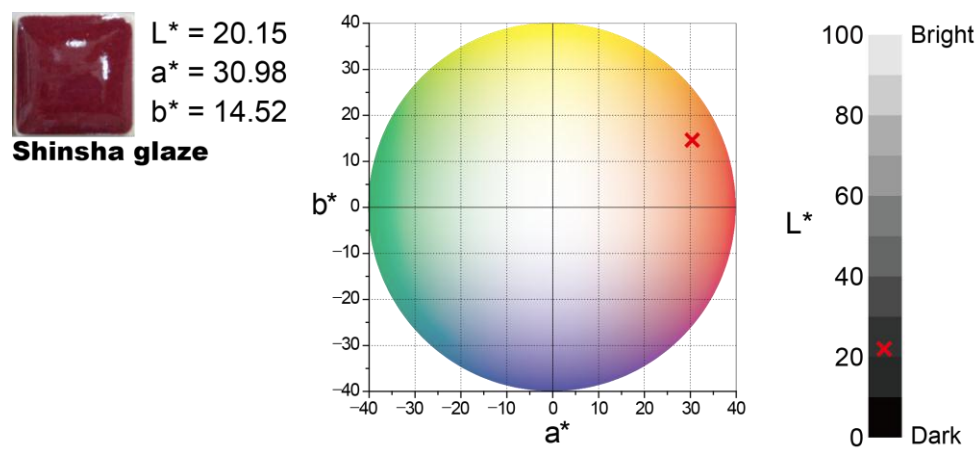 L* = 20.15
a* = 30.98
b* = 14.52
Shinsha glaze
40
30
20
10
b* 0
−10
−20
−30
−40
−40 −30 −20 −10 0 10 20 30 40
a*
100 Bright
80
60
L*
40
20
0 Dark